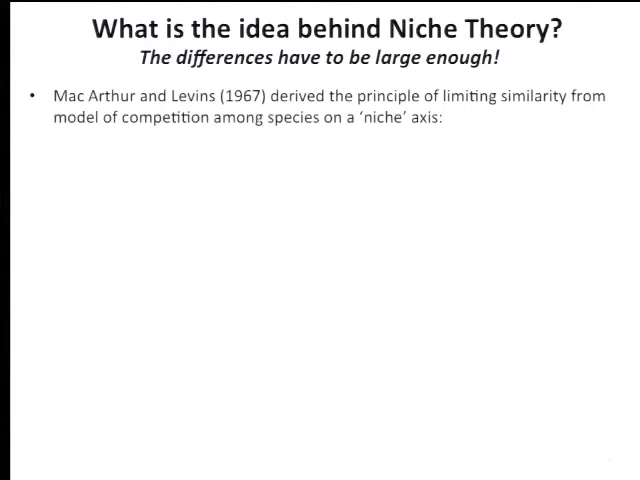 What is the idea behind Niche Theory?
The differences have to be large enough!
• Mac Arthur and Levins (1967) derived the principle of limiting similarity from
model of competition among species on a ‘niche’ axis: